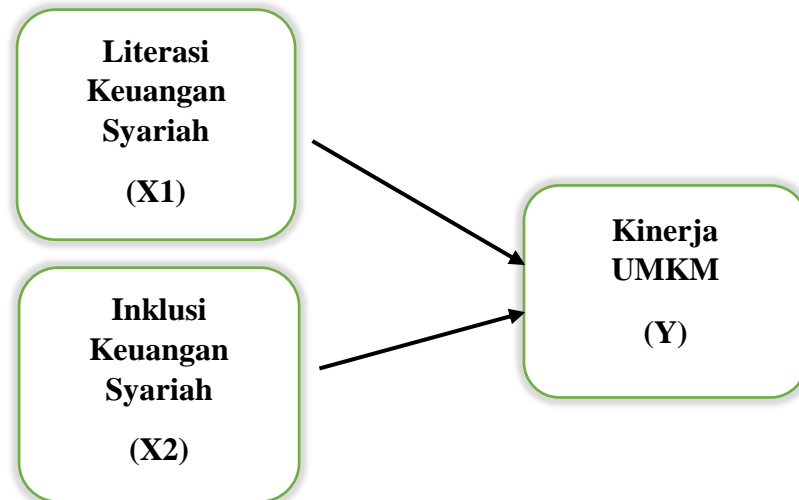 Literasi
Keuangan
Syariah
(X1)
Inklusi
Keuangan
Syariah
(X2)
Kinerja
UMKM
(Y)